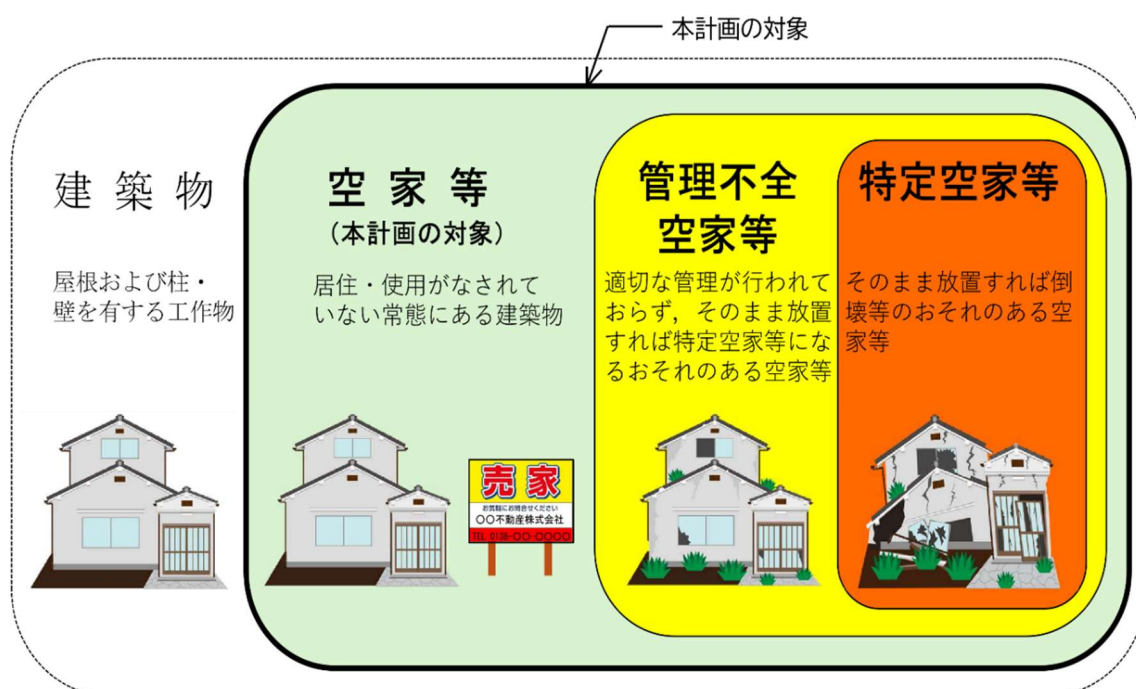 本計画の対象
建築物
屋根および柱・
壁を有する工作物
空家等
(本計画の対象)
居住・使用がなされて
いない常態にある建築物
売家
お気軽にお問合せください
〇〇不動産株式会社
TEL 0138-〇〇 〇〇〇〇
管理不全
空家等
適切な管理が行われて
おらず，そのまま放置
すれば特定空家等にな
るおそれのある空家等
特定空家等
そのまま放置すれば倒
壊等のおそれのある空
家等